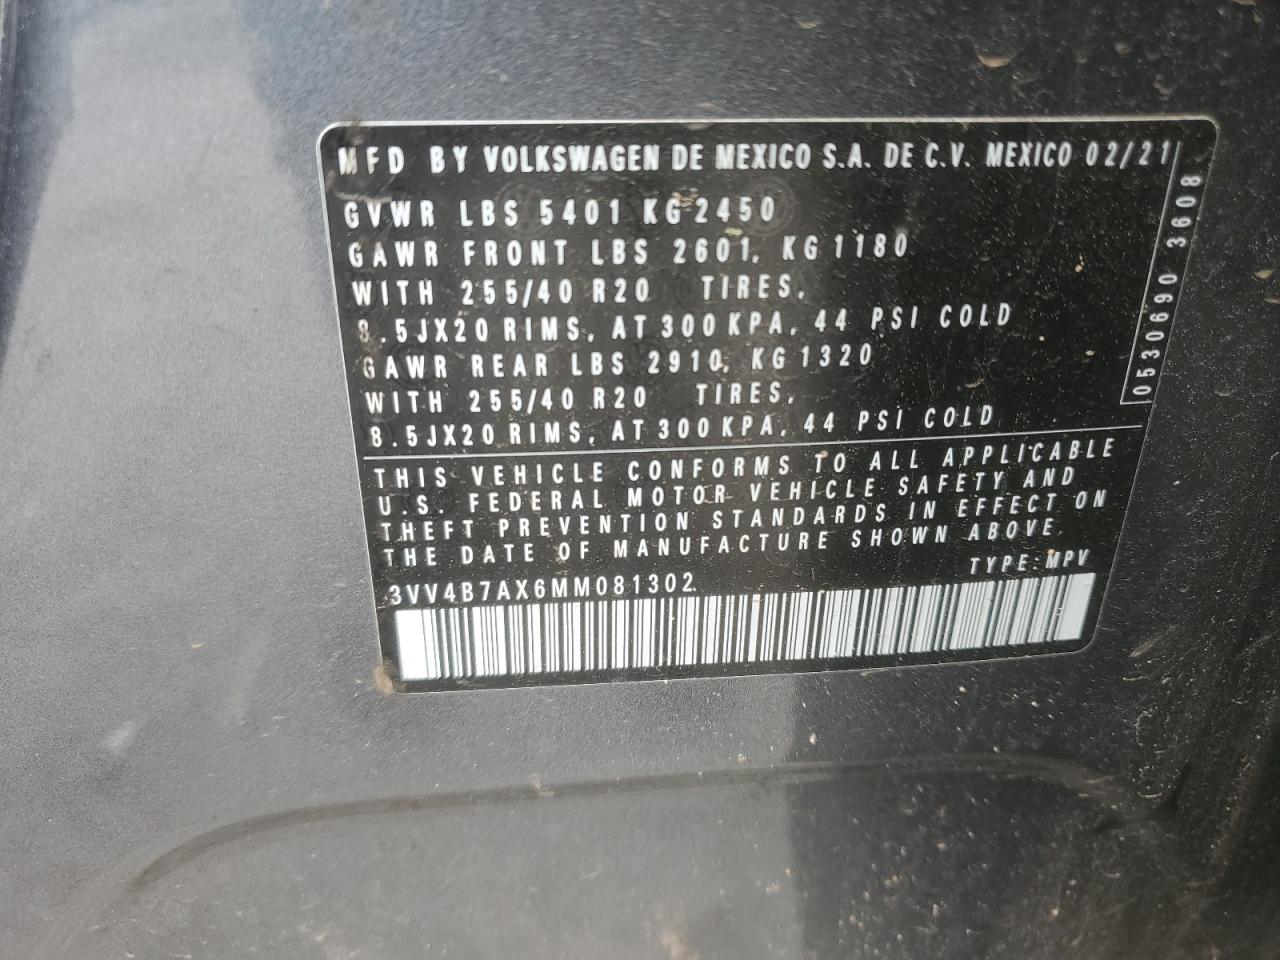 MFD BY VOLKSWAGEN DE MEXICO S.A. DE C.V. MEXICO 02/21
GVWR LBS 5401 KG 2450
GAWR FRONT LBS 2601, KG 1180
WITH 255/40 R20 TIRES,
8.5JX20 RIMS, AT 300 KPA, 44 PSI COLD
GAWR REAR LBS 2910, KG 1320
WITH 255/40 R20 TIRES,
8.5JX20 RIMS, AT 300 KPA, 44 PSI COLD
0530690 3608
THIS VEHICLE CONFORMS TO ALL APPLICABLE
U.S. FEDERAL MOTOR VEHICLE SAFETY AND
THEFT PREVENTION STANDARDS IN EFFECT ON
THE DATE OF MANUFACTURE SHOWN ABOVE.
TYPE: MPV
3VV4B7AX6MM081302